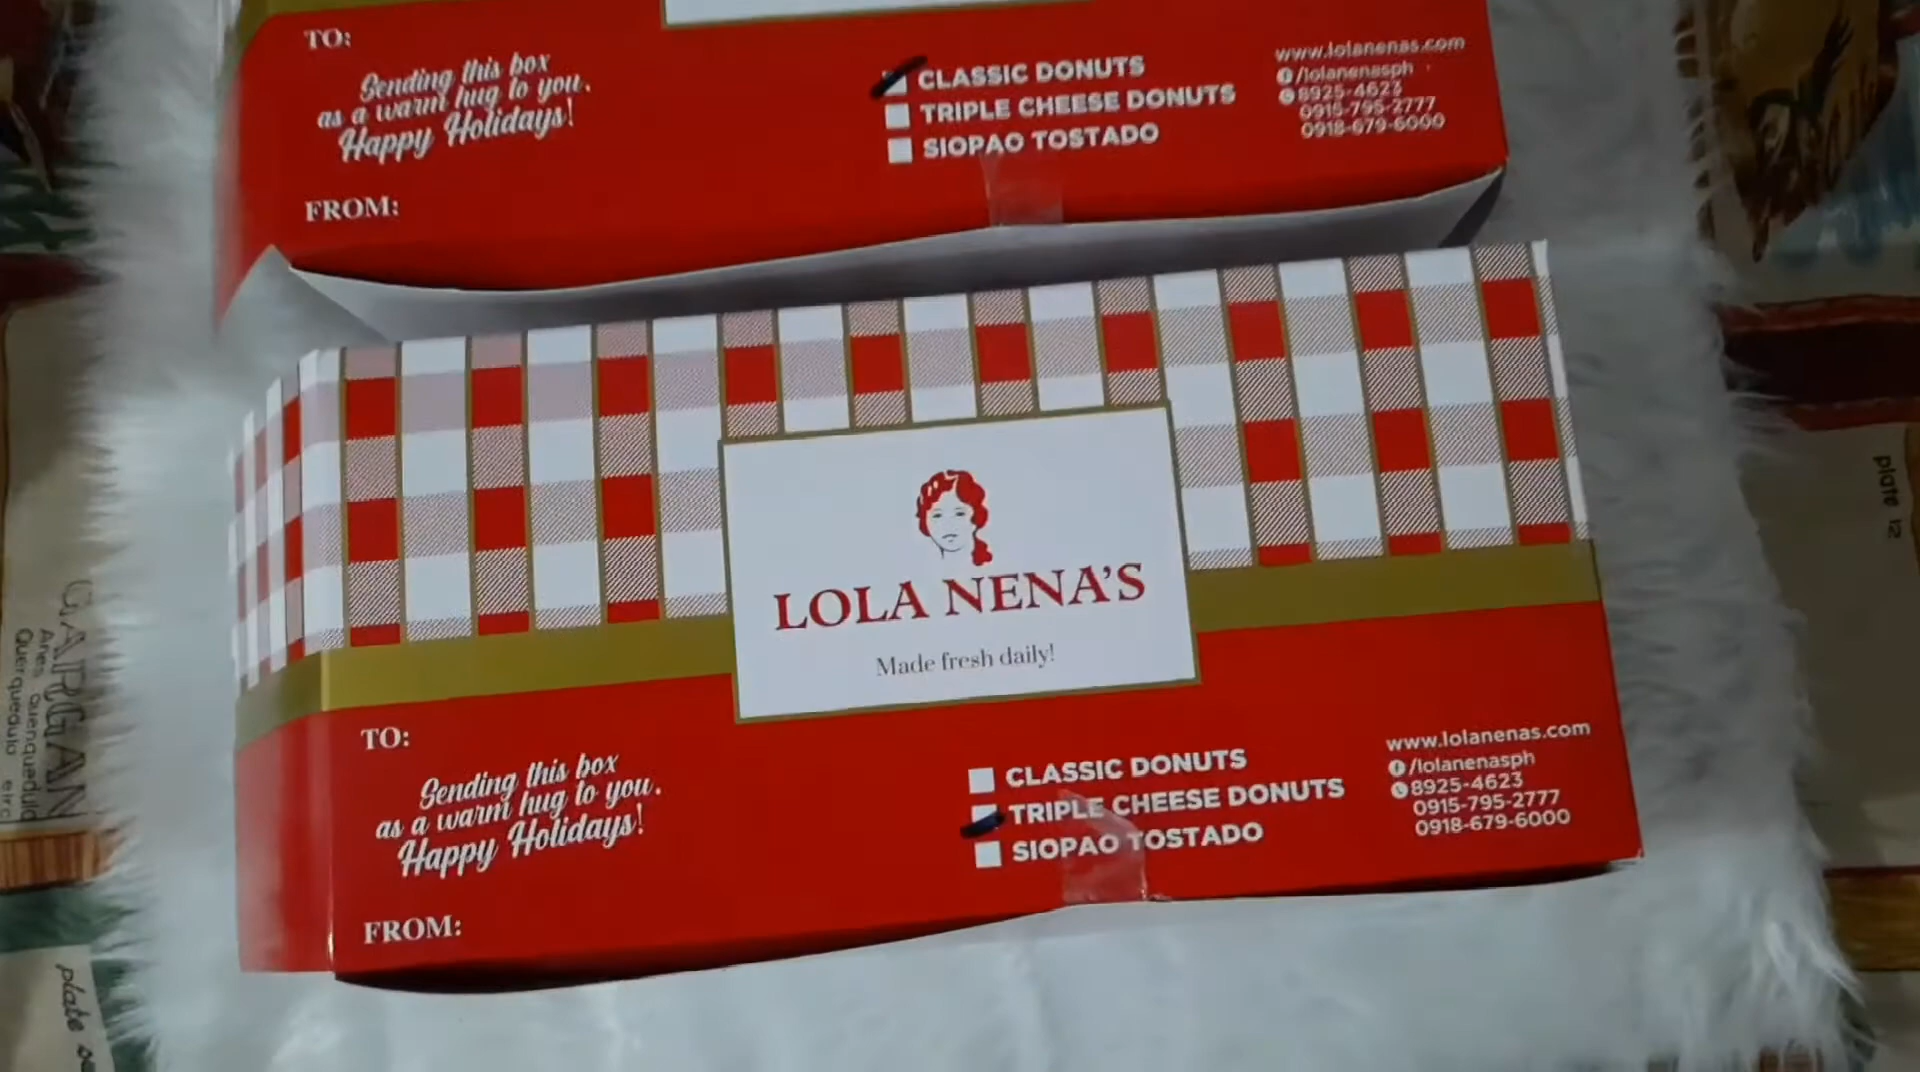 TO:
Sending this box
as a warm hug to you.
Happy Holidays!
FROM:
CLASSIC DONUTS
TRIPLE CHEESE DONUTS
SIOPAO TOSTADO
www.lolanenas.com
/lolanenasph
8925-4623
0915-795-2777
0918-679-6000
LOLA NENA'S
Made fresh daily!
TO:
Sending this box
as a warm hug to you.
Happy Holidays!
FROM:
CLASSIC DONUTS
TRIPLE CHEESE DONUTS
SIOPAO TOSTADO
www.lolanenas.com
/lolanenasph
8925-4623
0915-795-2777
0918-679-6000
plate 12
GARGAN
plate